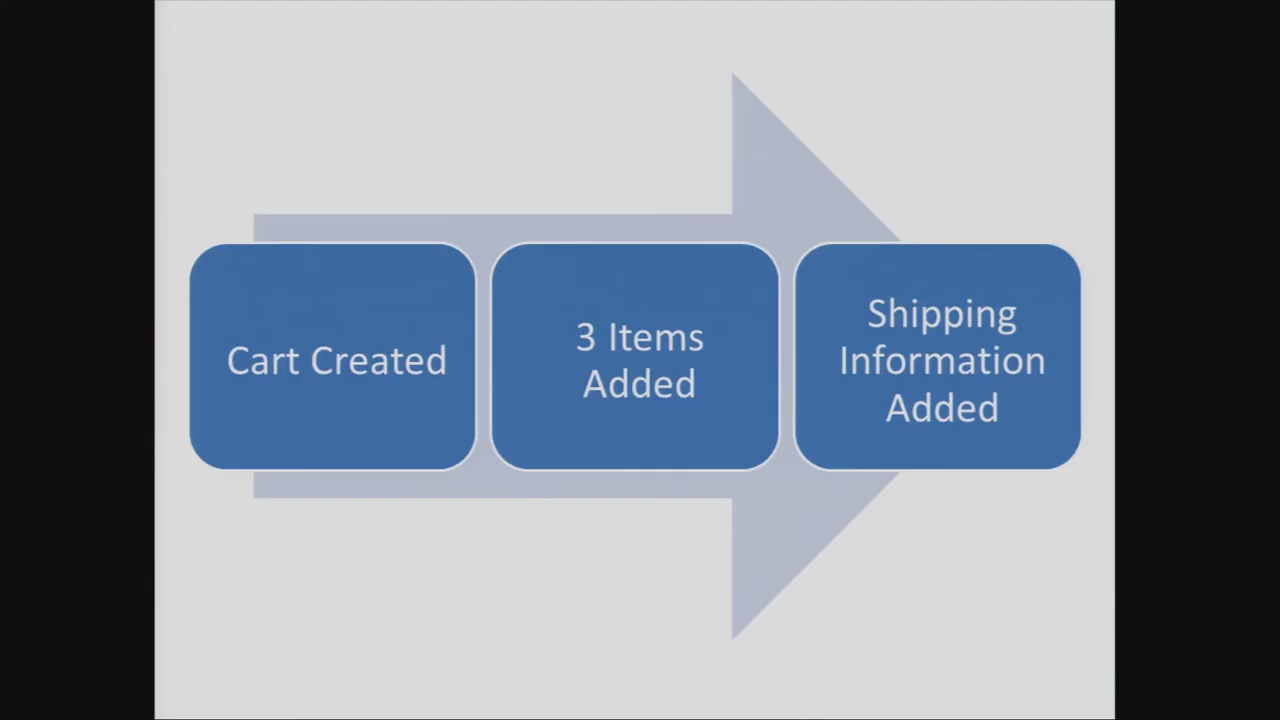 Cart Created
3 Items
Added
Shipping
Information
Added